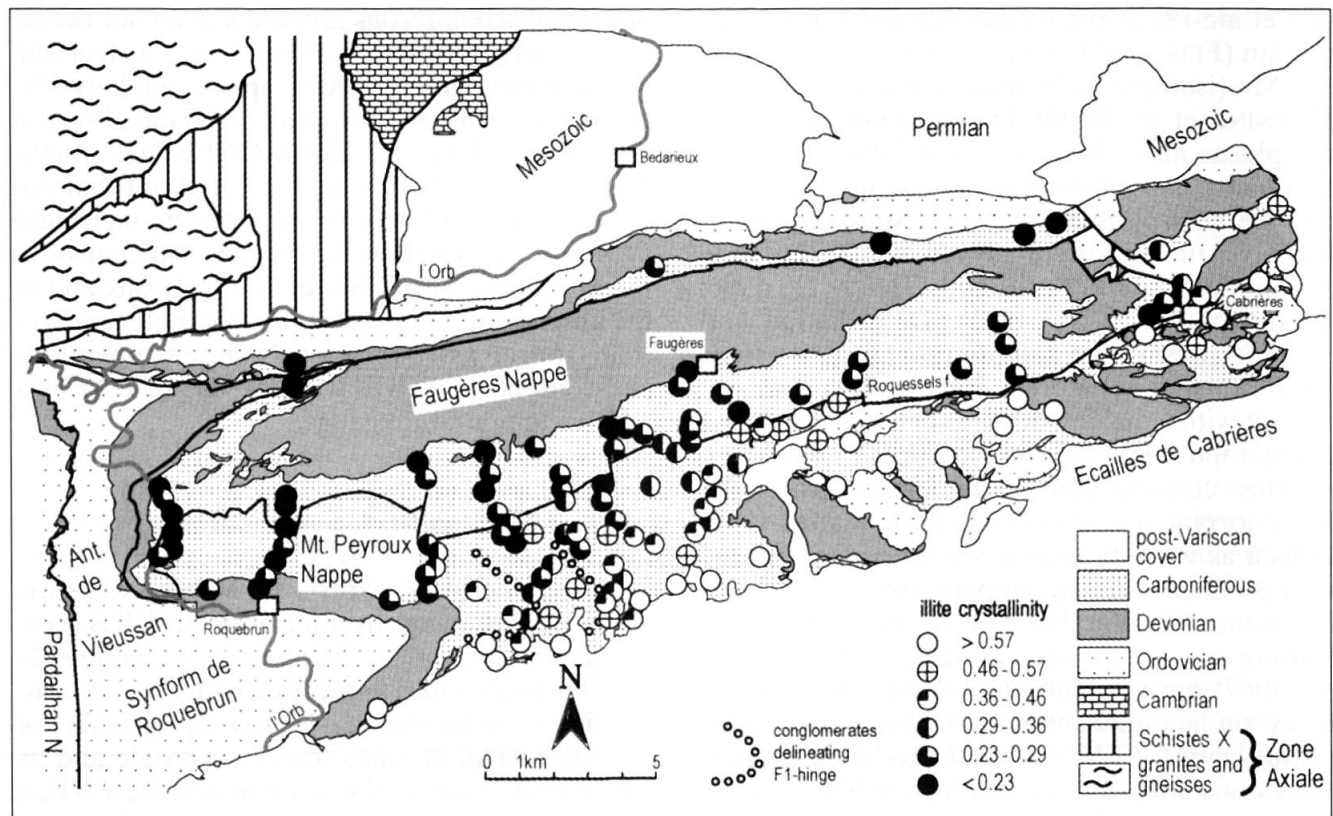 Mesozoic
Permian
Mesozoic
Bedarieux
l'Orb
Cabrières
Faugères
Faugères Nappe
Roquessels f.
Ecailles de Cabrières
Mt. Peyroux
Nappe
Ant.
de
Vieussan
Roquebrun
Pardailhan N.
Synform de
Roquebrun
l'Orb
N
0 1km 5
conglomerates
delineating
F1-hinge
illite crystallinity
>0.57
0.46-0.57
0.36-0.46
0.29-0.36
0.23-0.29
<0.23
post-Variscan
cover
Carboniferous
Devonian
Ordovician
Cambrian
Schistes X
granites and
gneisses
Zone
Axiale